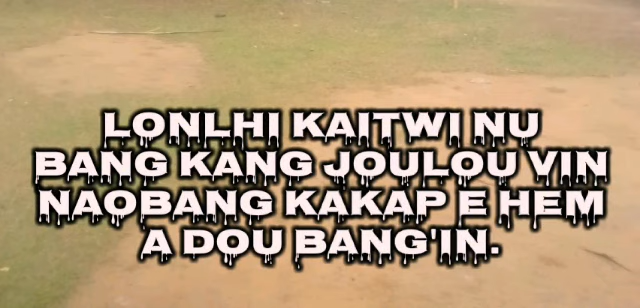 LONLHI KAITWI NU
BANG KANG JOULOU VIN
NAOBANG KAKAP E HEM
A DOU BANG'IN.